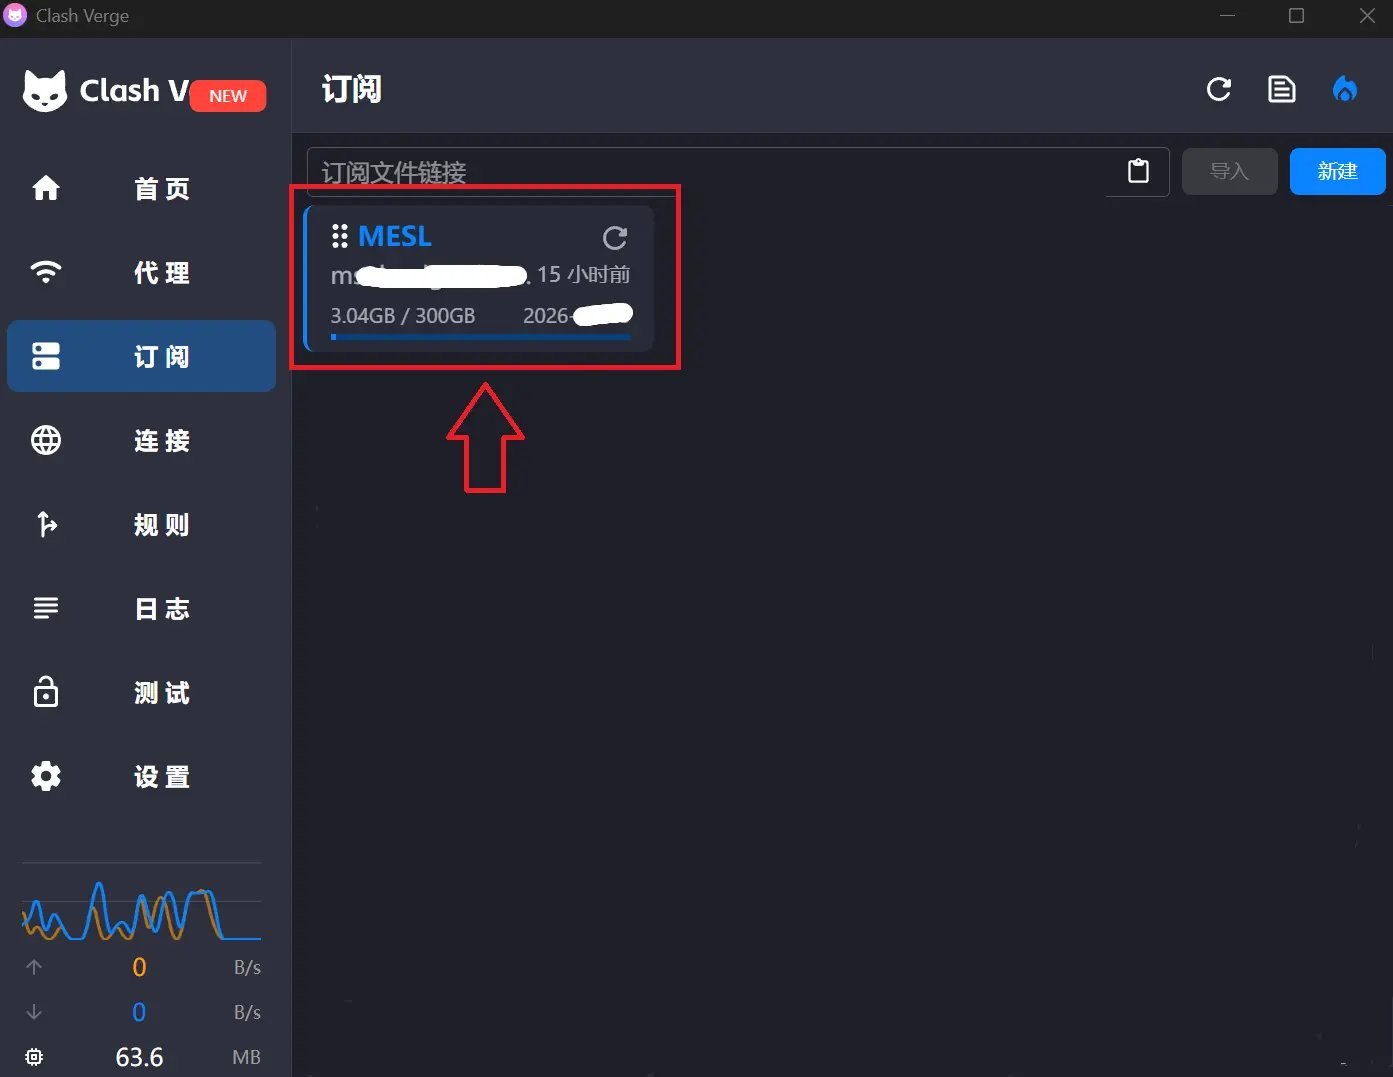 Clash Verge
Clash V
NEW
首页
代理
订阅
连接
规则
日志
测试
设置
0 B/s
0 B/s
63.6 MB
订阅
订阅文件链接
导入
新建
MESL
15 小时前
3.04GB / 300GB
2026-